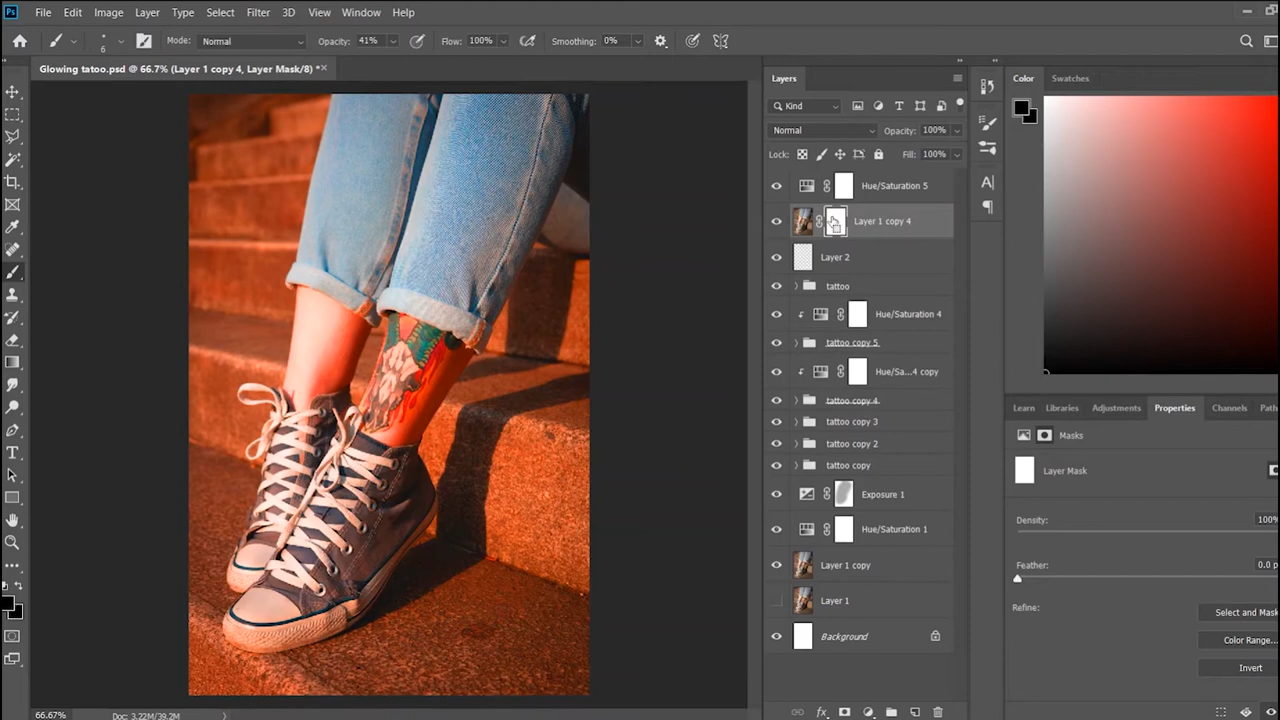 Ps File Edit Image Layer Type Select Filter 3D View Window Help
6 Mode: Normal Opacity: 41% Flow: 100% Smoothing: 0%
Glowing tatoo.psd @ 66.7% (Layer 1 copy 4, Layer Mask/8) *
Layers
Kind
Normal Opacity: 100%
Lock: Fill: 100%
Hue/Saturation 5
Layer 1 copy 4
Layer 2
tattoo
Hue/Saturation 4
tattoo copy 5
Hue/Sa...4 copy
tattoo copy 4
tattoo copy 3
tattoo copy 2
tattoo copy
Exposure 1
Hue/Saturation 1
Layer 1 copy
Layer 1
Background
Color Swatches
Learn Libraries Adjustments Properties Channels Path
Masks
Layer Mask
Density: 100%
Feather: 0.0 p
Refine: Select and Mask
Color Range...
Invert
66.67% Doc: 3.22M/39.2M